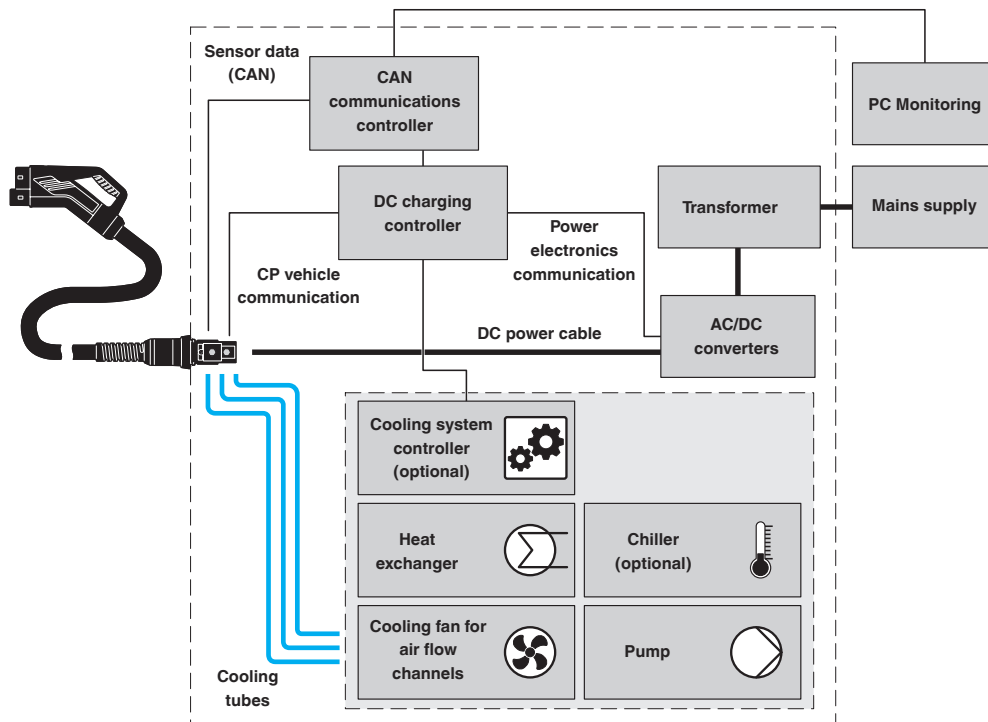 Sensor data
(CAN)
CAN
communications
controller
PC Monitoring
DC charging
controller
Transformer
Mains supply
Power
electronics
communication
CP vehicle
communication
DC power cable
AC/DC
converters
Cooling system
controller
(optional)
Heat
exchanger
Chiller
(optional)
Cooling fan for
air flow
channels
Pump
Cooling
tubes